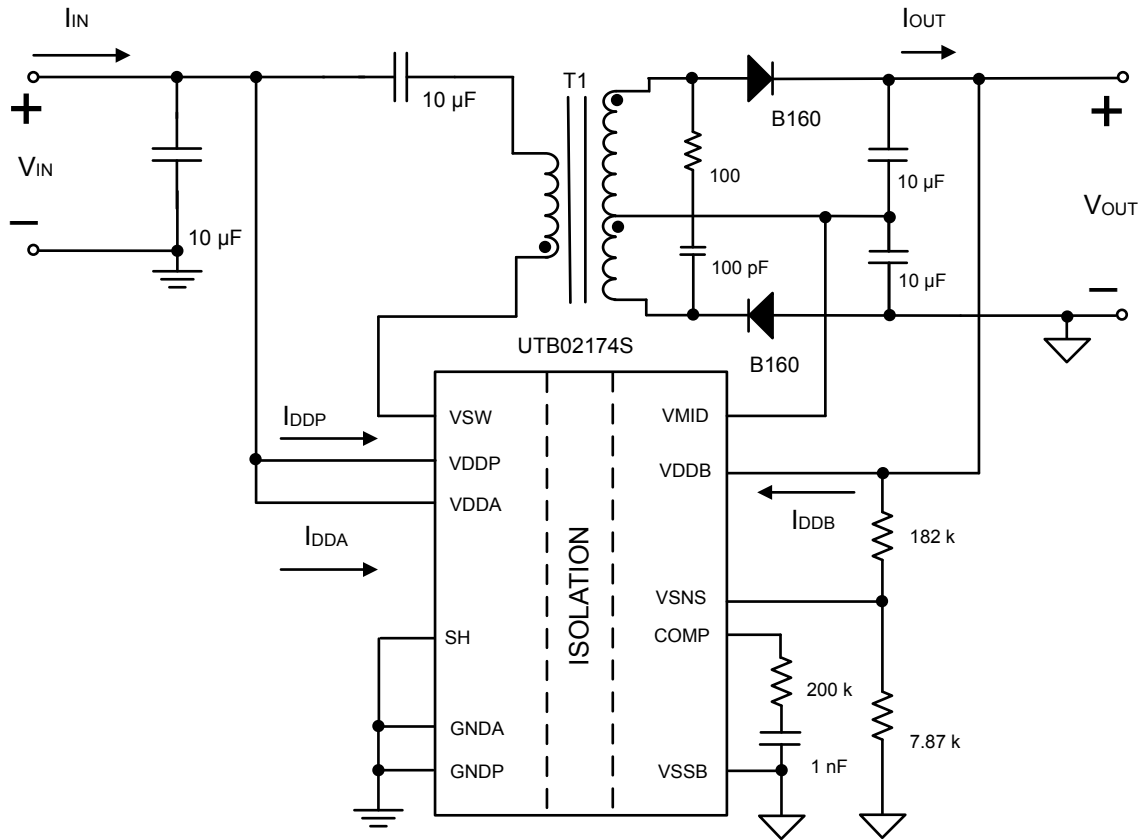 IIN
IOUT
T1
10 µF
B160
+
+
VIN
100
10 µF
VOUT
–
10 µF
100 pF
10 µF
–
UTB02174S
B160
VSW
VMID
IDDP
VDDP
VDDB
VDDA
IDDB
182 k
IDDA
ISOLATION
VSNS
SH
COMP
200 k
GNDA
7.87 k
GNDP
VSSB
1 nF